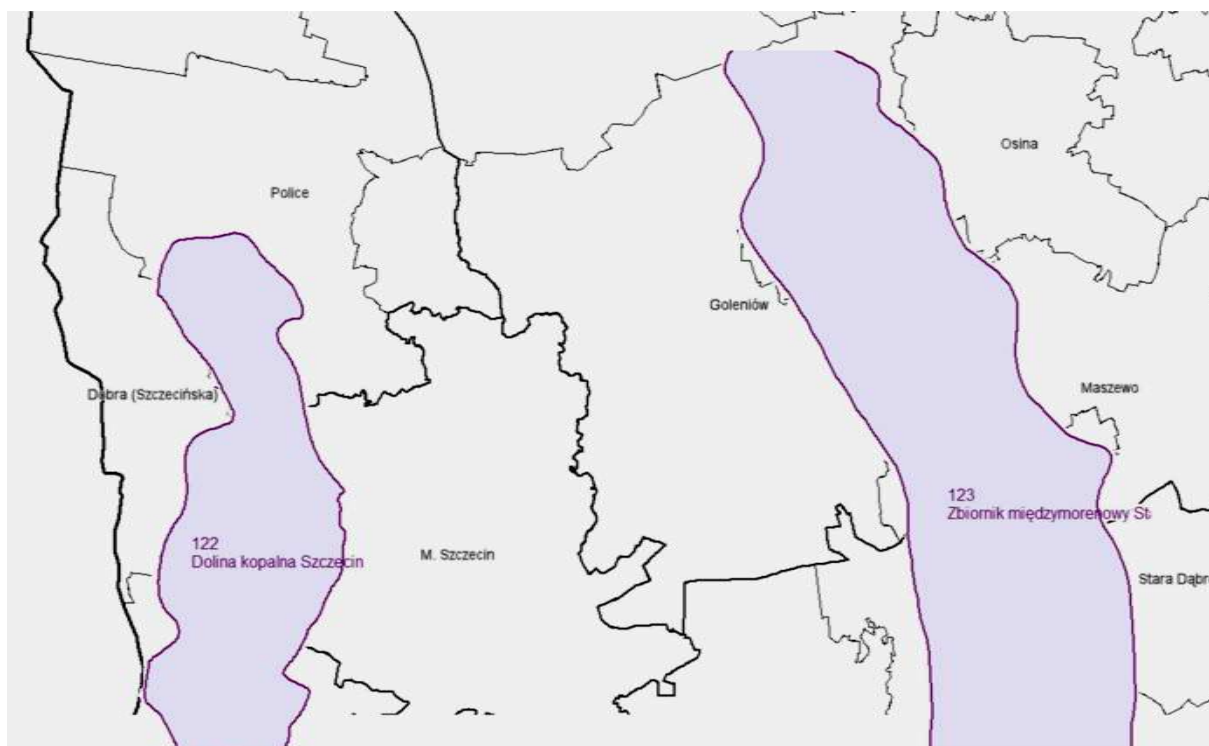 Osina
Police
Goleniów
Dobra (Szczecińska)
Maszewo
123
Zbiornik międzymorenowy St
122
Dolina kopalna Szczecin
M. Szczecin
Stara Dąbr